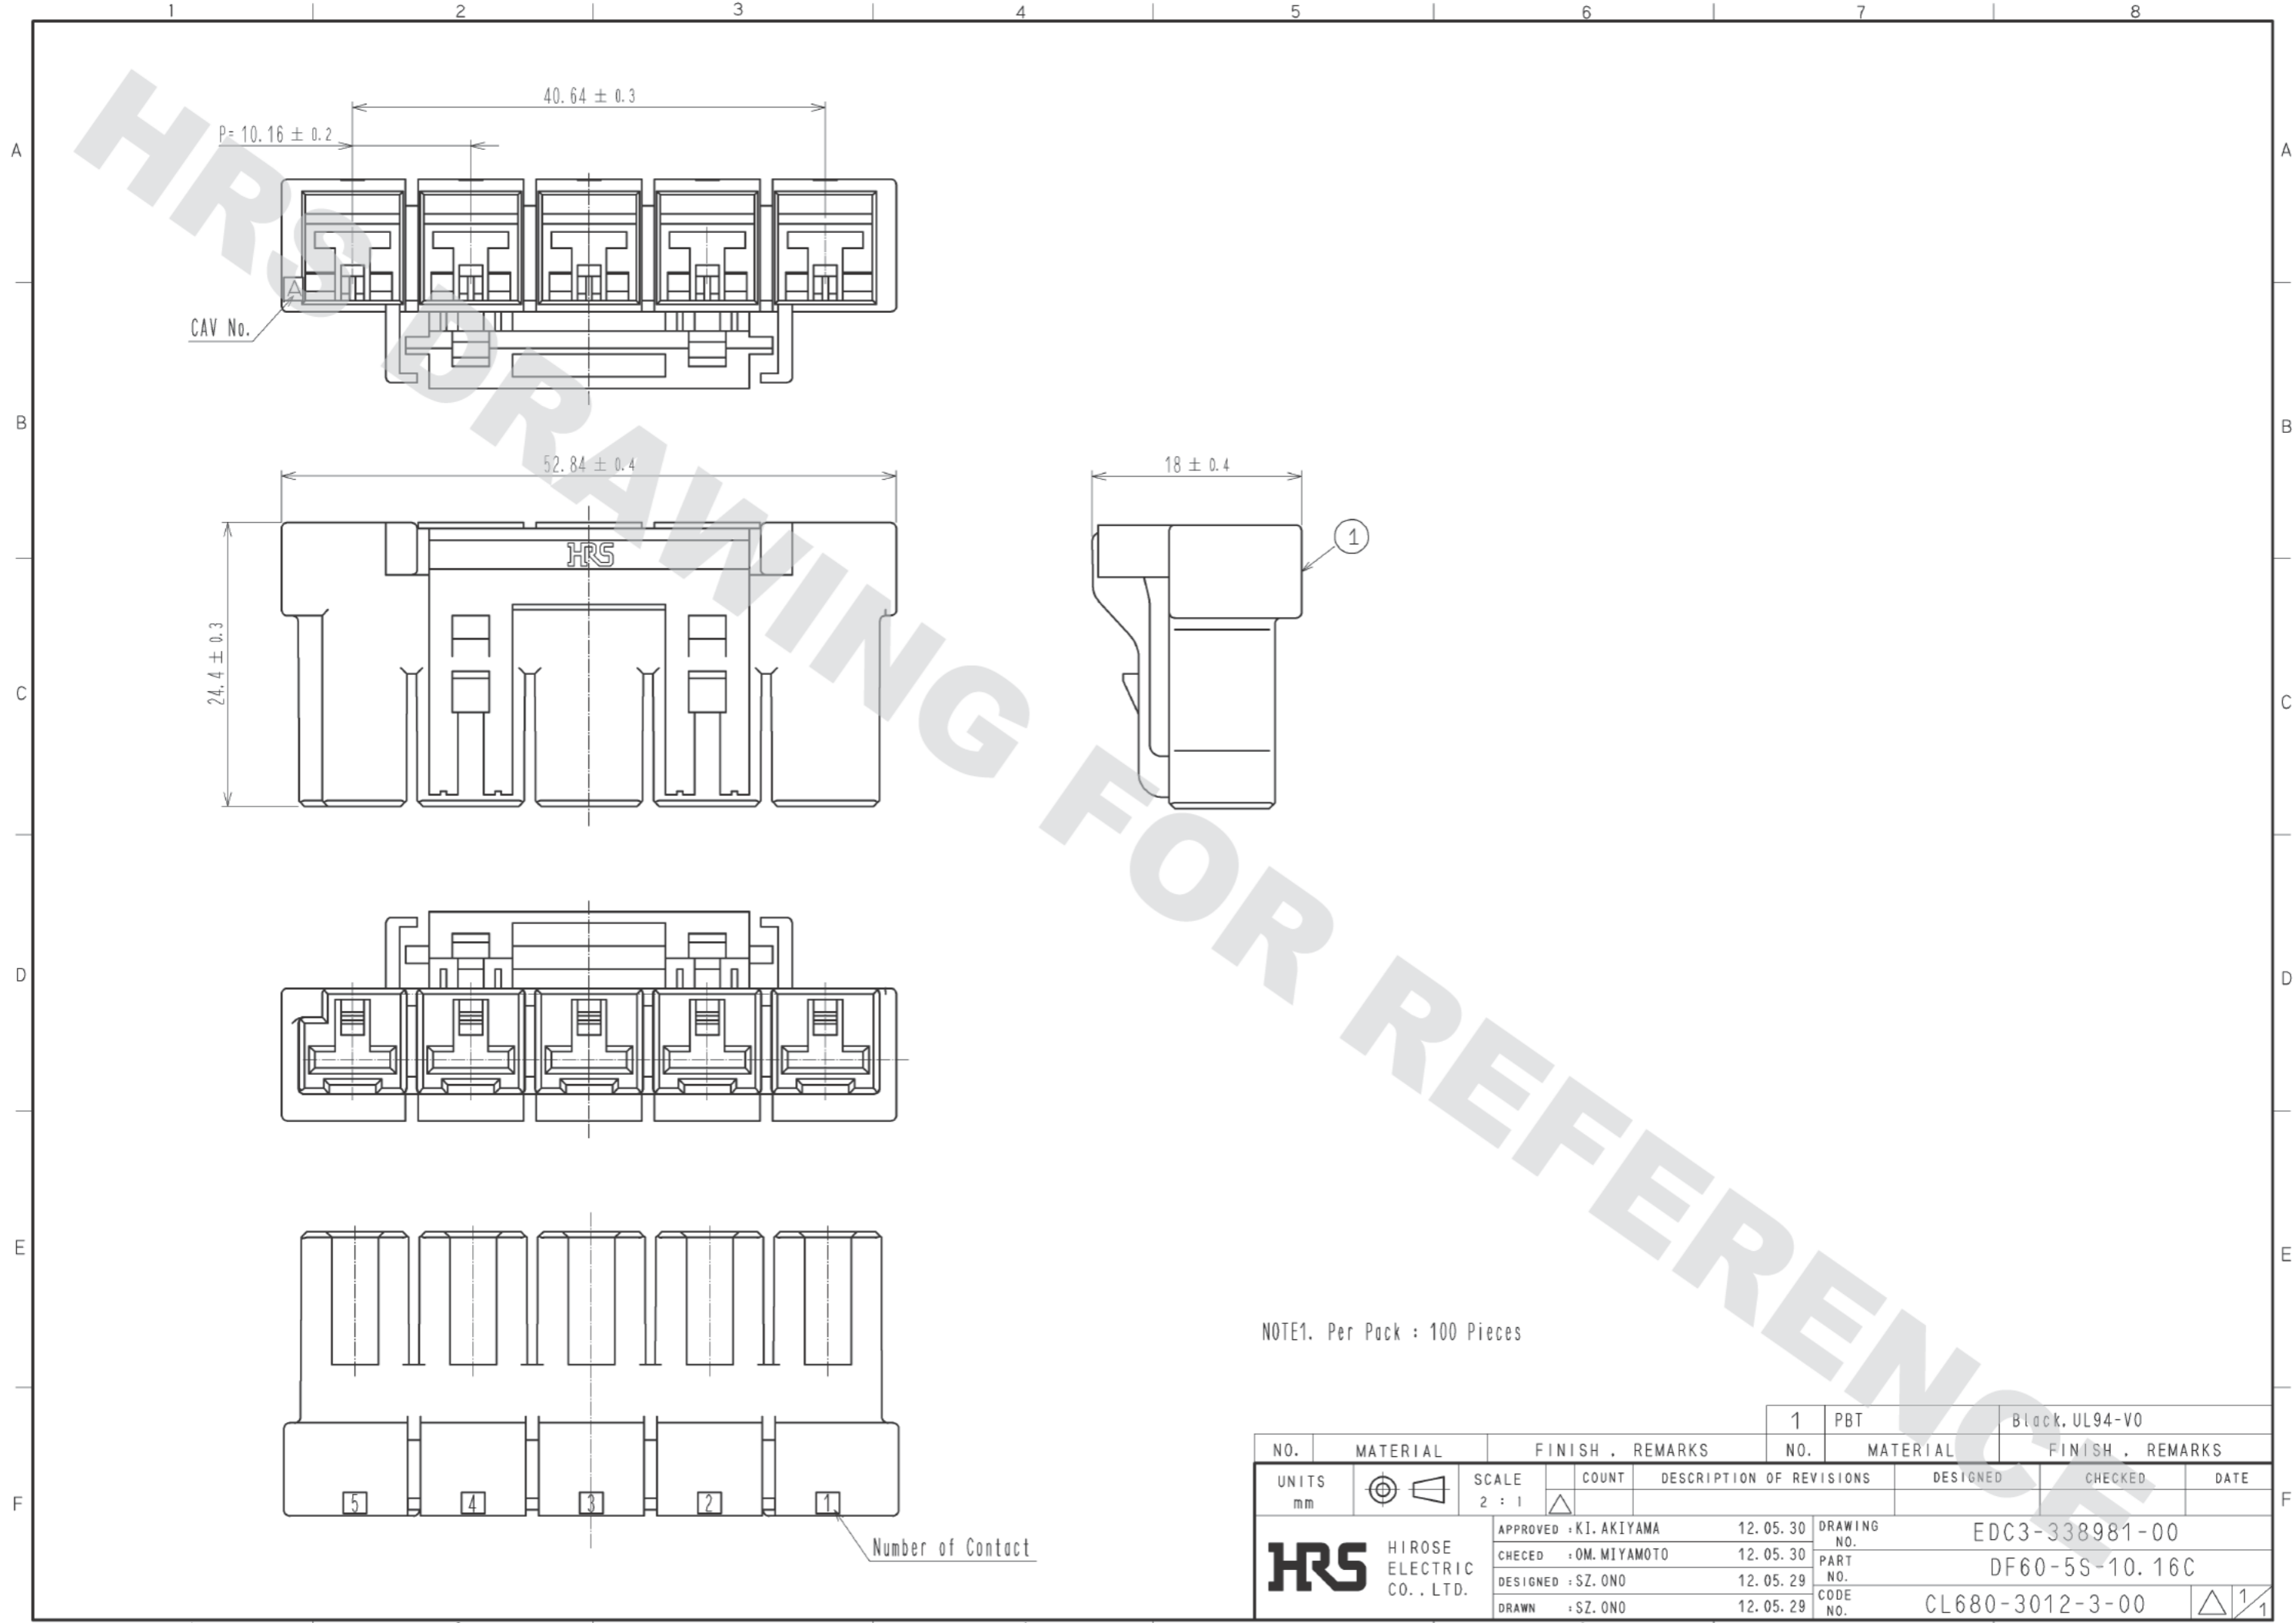 1 2 3 4 5 6 7 8
A A
B B
C C
D D
E E
F F
HRS DRAWING FOR REFERENCE
40.64 ± 0.3
P=10.16 ± 0.2
A
CAV No.
52.84 ± 0.4
18 ± 0.4
HRS
1
24.4 ± 0.3
5 4 3 2 1
Number of Contact
NOTE1. Per Pack : 100 Pieces
1 PBT Black.UL94-V0
NO. MATERIAL FINISH . REMARKS NO. MATERIAL FINISH . REMARKS
UNITS mm
SCALE 2 : 1
COUNT DESCRIPTION OF REVISIONS DESIGNED CHECKED DATE
HRS
HIROSE
ELECTRIC
CO.,LTD.
APPROVED :KI.AKIYAMA 12.05.30
CHECED :OM.MIYAMOTO 12.05.30
DESIGNED :SZ.ONO 12.05.29
DRAWN :SZ.ONO 12.05.29
DRAWING NO. EDC3-338981-00
PART NO. DF60-5S-10.16C
CODE NO. CL680-3012-3-00
1/1